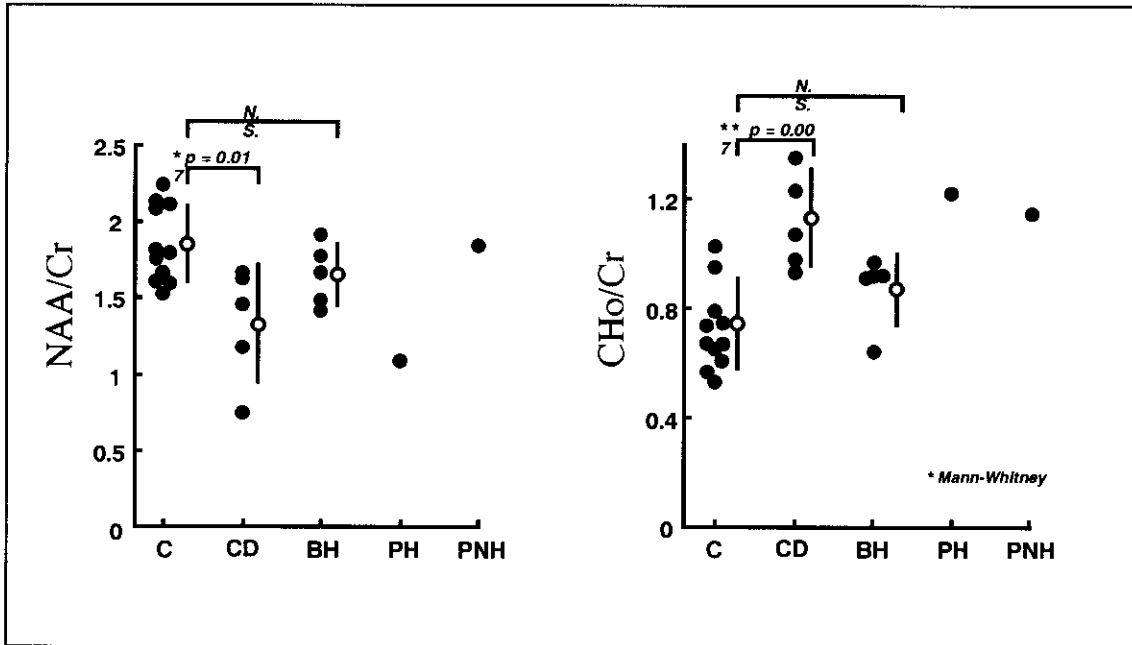 N.
S.
* p = 0.01
7
2.5
2
1.5
1
0.5
0
NAA/Cr
C CD BH PH PNH
N.
S.
** p = 0.00
7
1.2
0.8
0.4
0
CHo/Cr
* Mann-Whitney
C CD BH PH PNH